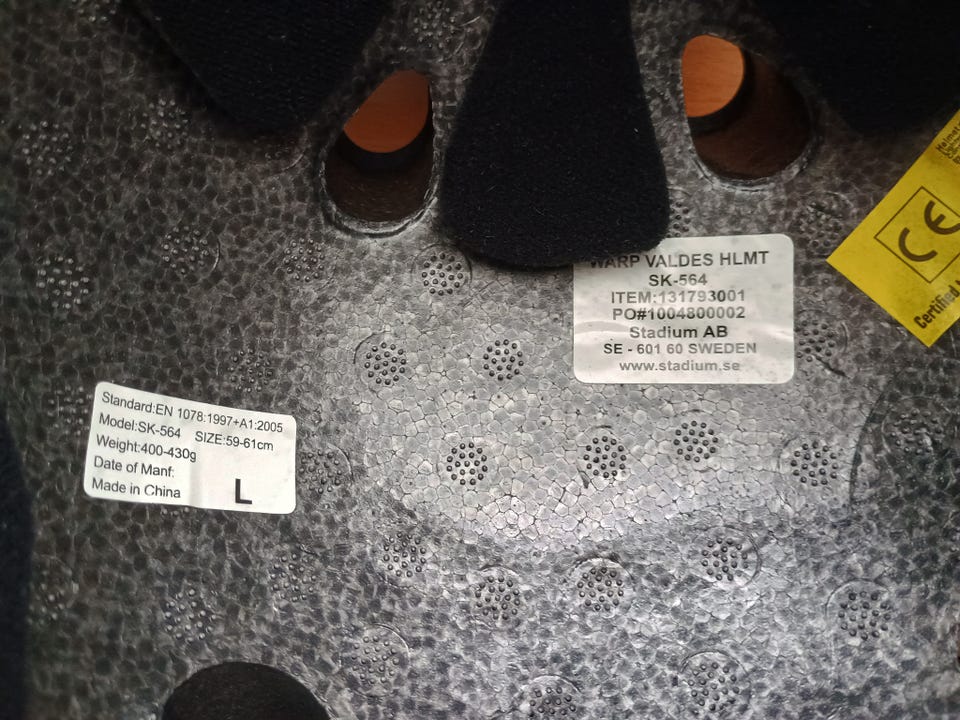 WARP VALDES HLMT
SK-564
ITEM:131793001
PO#1004800002
Stadium AB
SE - 601 60 SWEDEN
www.stadium.se
Standard:EN 1078:1997+A1:2005
Model:SK-564 SIZE:59-61cm
Weight:400-430g
Date of Manf:
Made in China L
CE
Certified